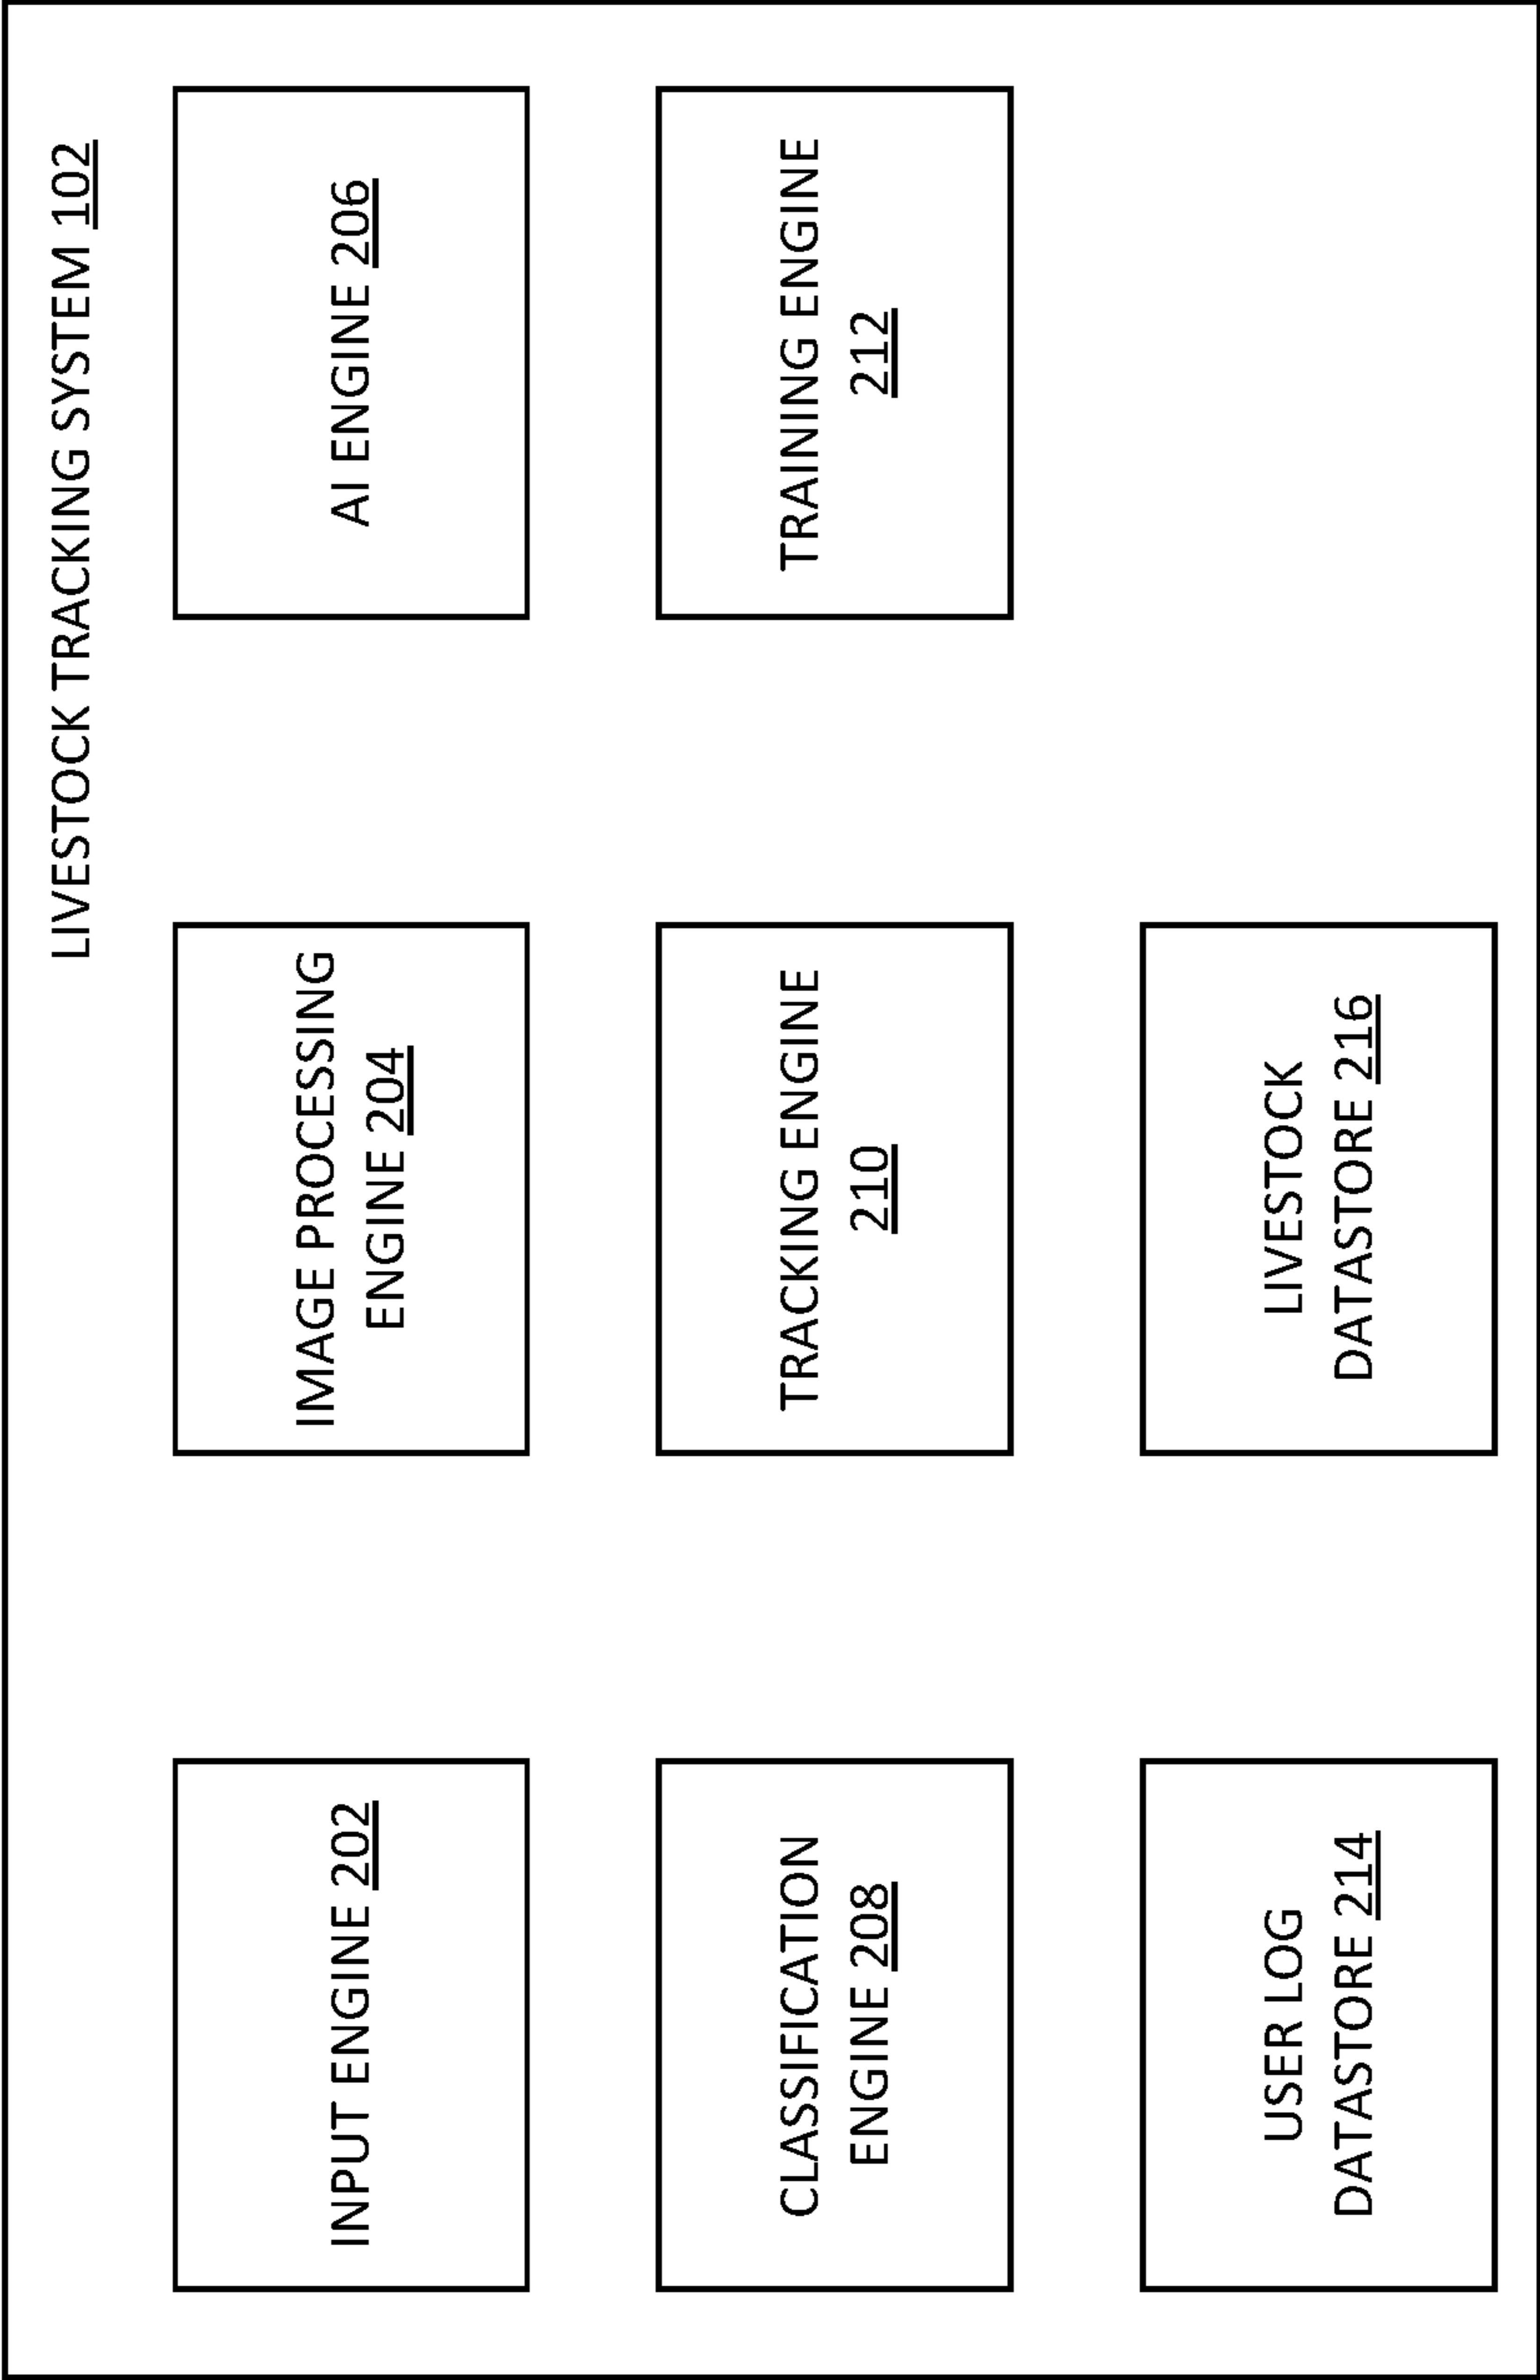 LIVESTOCK TRACKING SYSTEM 102
INPUT ENGINE 202
IMAGE PROCESSING
ENGINE 204
AI ENGINE 206
CLASSIFICATION
ENGINE 208
TRACKING ENGINE
210
TRAINING ENGINE
212
USER LOG
DATASTORE 214
LIVESTOCK
DATASTORE 216